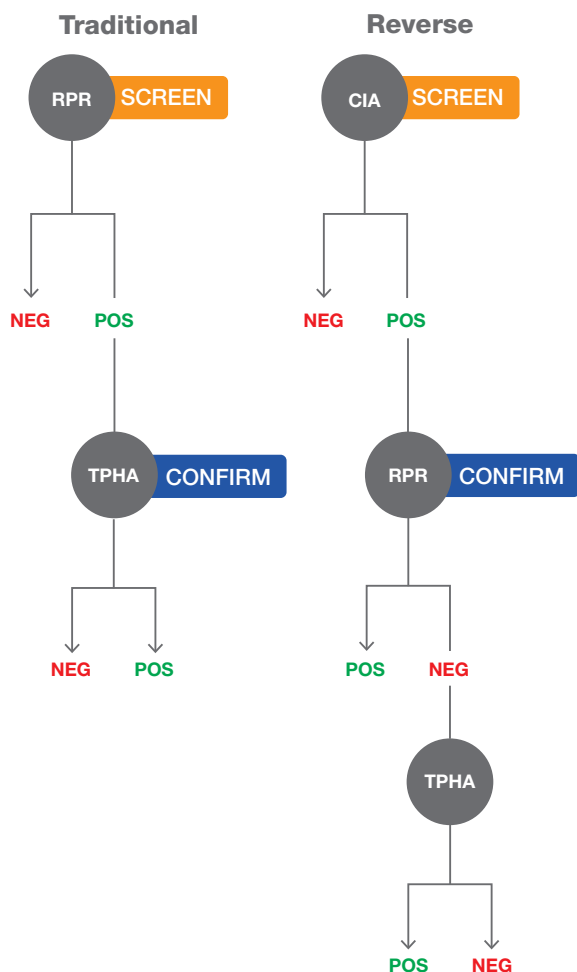 Traditional
RPR SCREEN
NEG POS
TPHA CONFIRM
NEG POS
Reverse
CIA SCREEN
NEG POS
RPR CONFIRM
POS NEG
TPHA
POS NEG